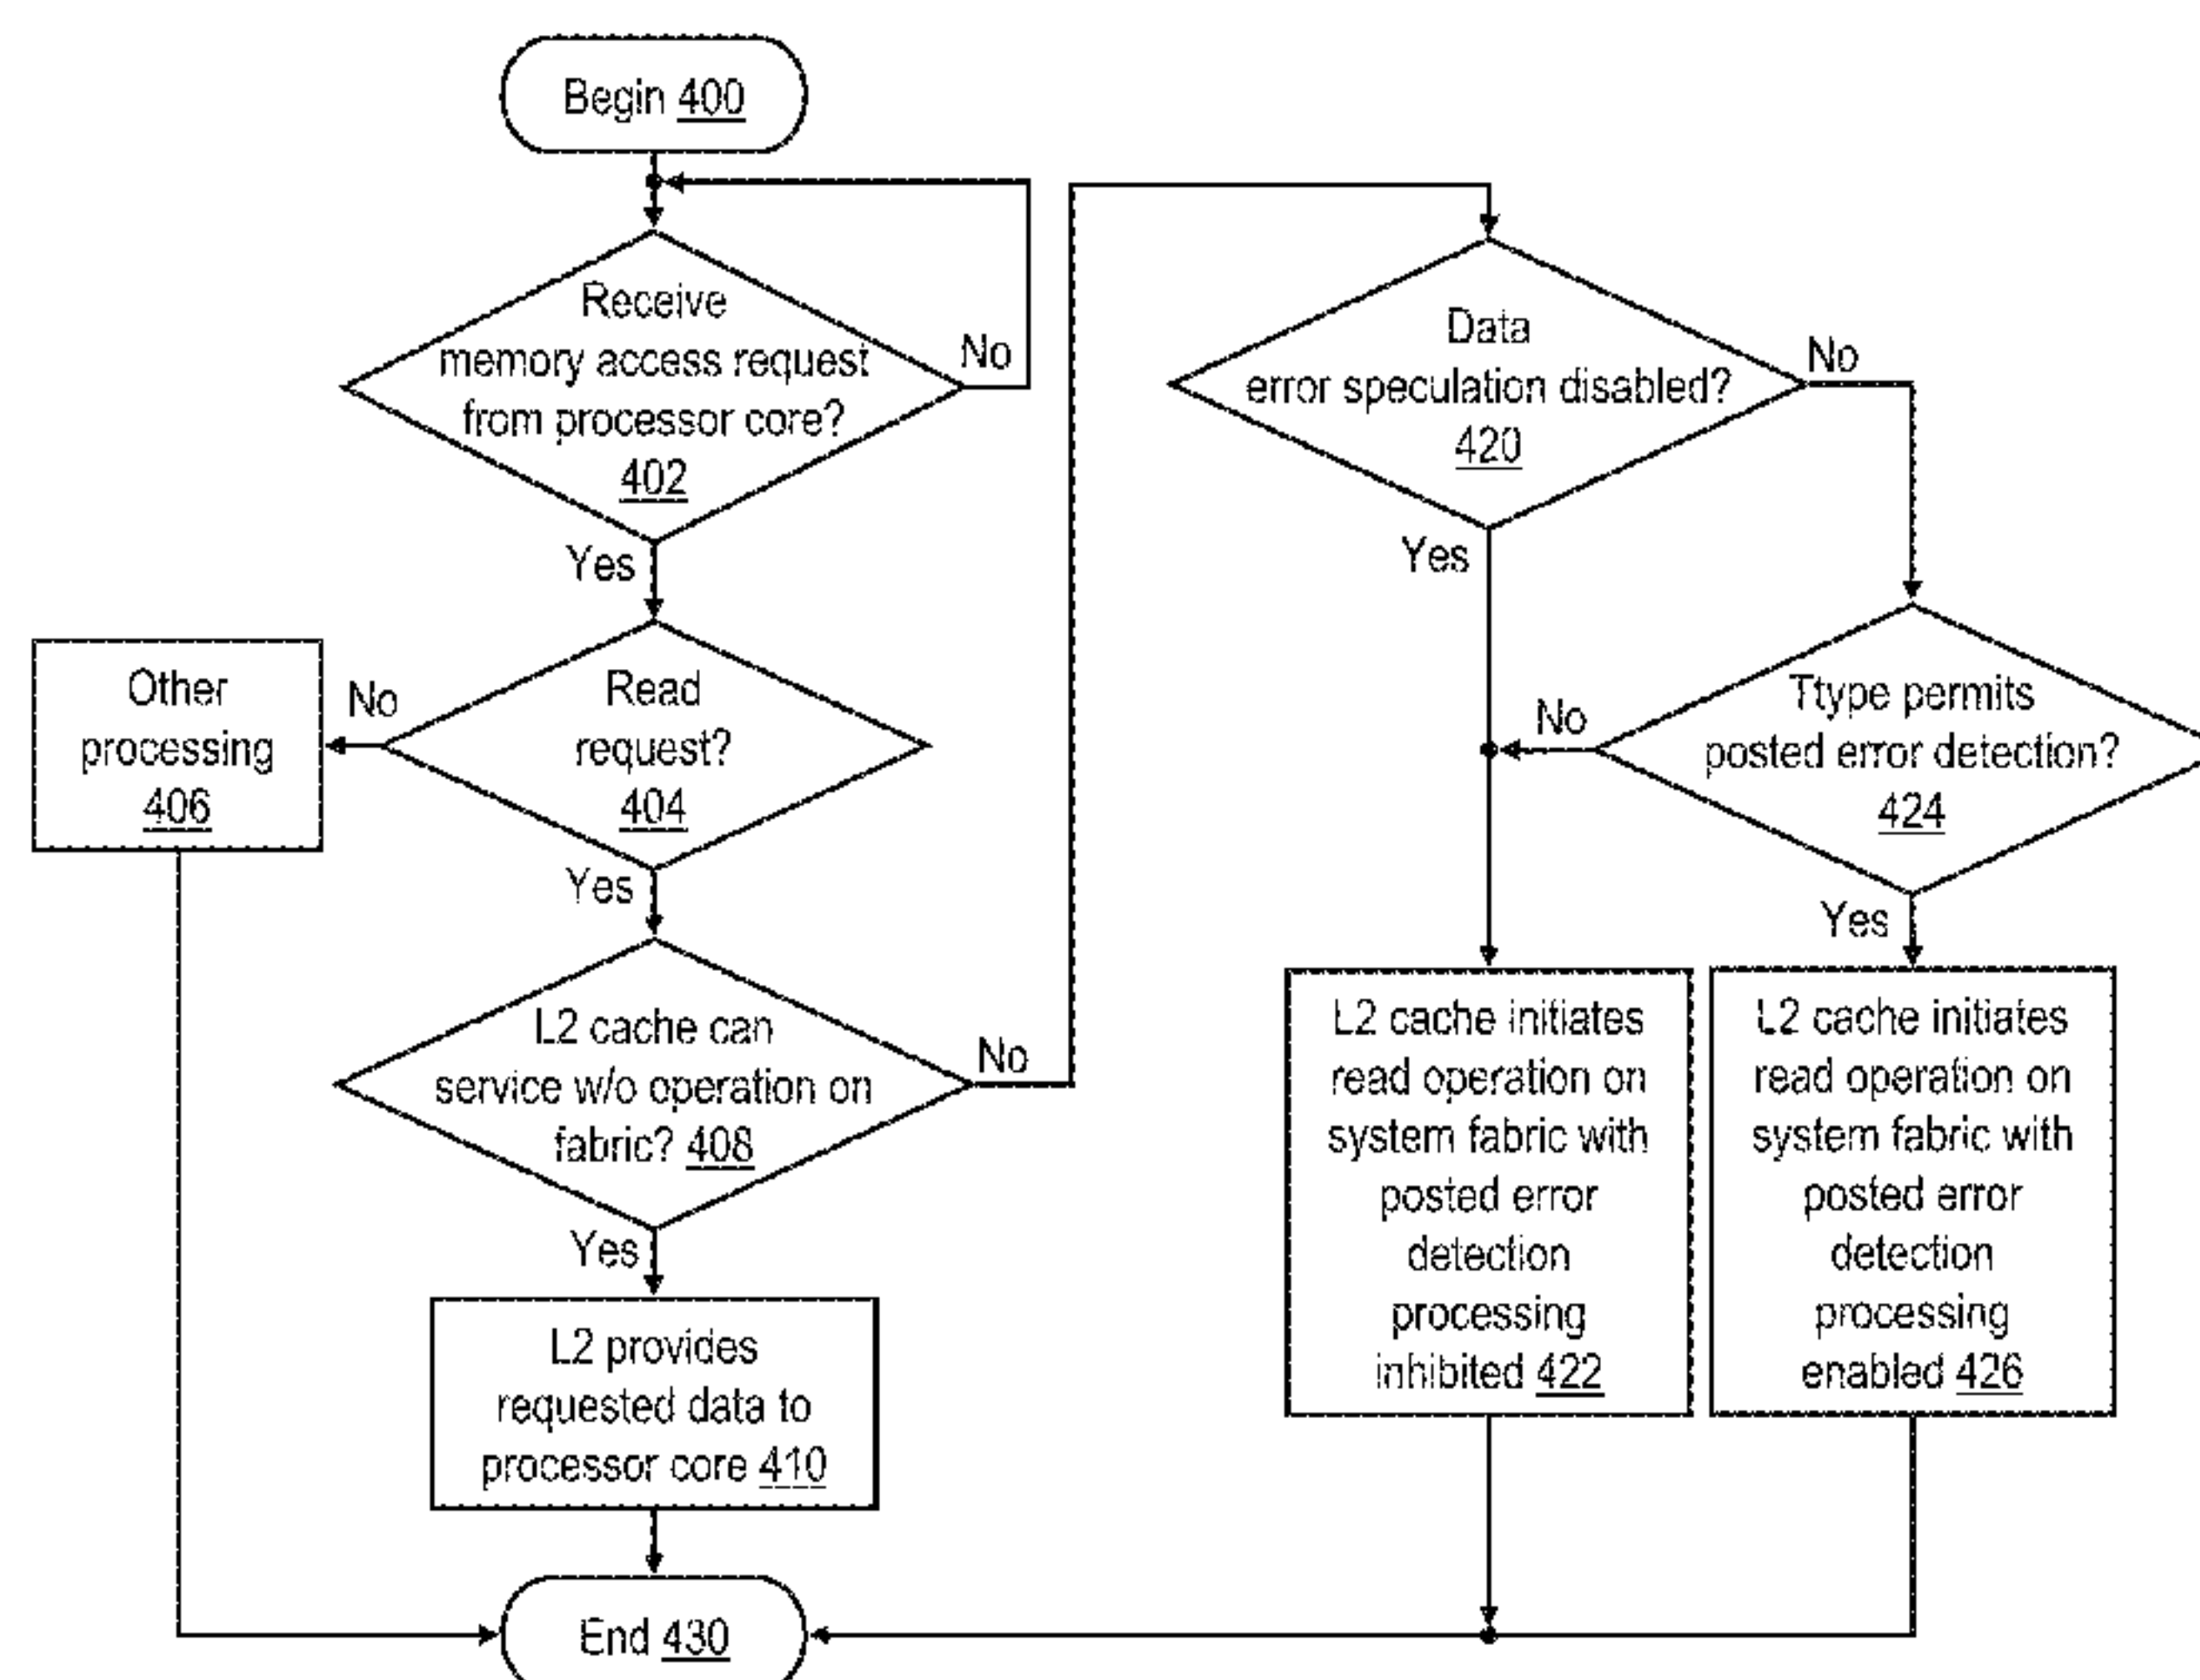 Begin 400
Receive
memory access request
from processor core?
402
No
Yes
Read
request?
404
No
Other
processing
406
Yes
L2 cache can
service w/o operation on
fabric? 408
No
Yes
L2 provides
requested data to
processor core 410
End 430
Data
error speculation disabled?
420
No
Yes
Ttype permits
posted error detection?
424
No
Yes
L2 cache initiates
read operation on
system fabric with
posted error
detection
processing
inhibited 422
L2 cache initiates
read operation on
system fabric with
posted error
detection
processing
enabled 426